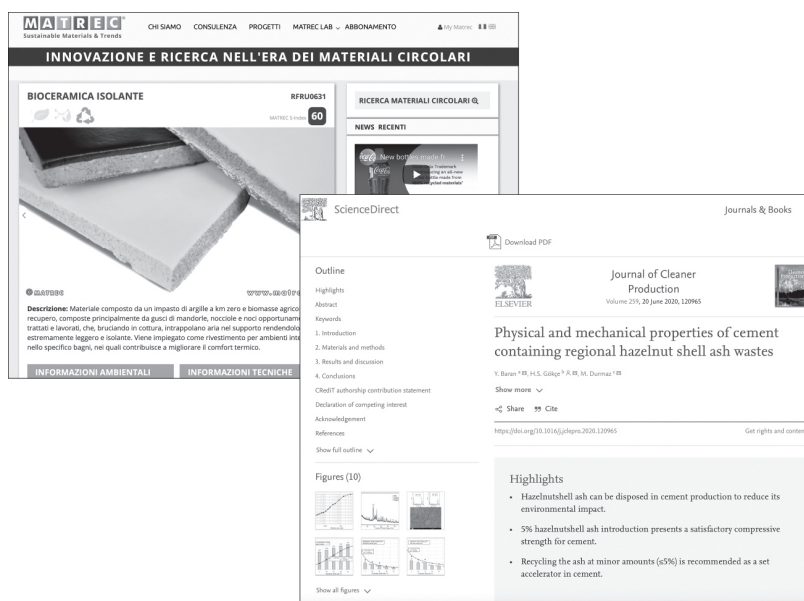 MATREC
Sustainable Materials & Trends
CHI SIAMO CONSULENZA PROGETTI MATREC LAB ABBONAMENTO
My Matrec
INNOVAZIONE E RICERCA NELL'ERA DEI MATERIALI CIRCOLARI
BIOCERAMICA ISOLANTE
RFRU0631
MATREC S-Index 60
@MATREC
www.matre
Descrizione: Materiale composto da un impasto di argille a km zero e biomasse agrico
recupero, composte principalmente da gusci di mandorle, nocciole e noci opportuname
trattati e lavorati, che, bruciando in cottura, intrappolano aria nel supporto rendendolo
estremamente leggero e isolante. Viene impiegato come rivestimento per ambienti inte
nello specifico bagni, nei quali contribuisce a migliorare il comfort termico.
INFORMAZIONI AMBIENTALI
INFORMAZIONI TECNICHE
RICERCA MATERIALI CIRCOLARI
NEWS RECENTI
New bottles made fr...
ScienceDirect
Journals & Books
Download PDF
Outline
Highlights
Abstract
Keywords
1. Introduction
2. Materials and methods
3. Results and discussion
4. Conclusions
CRediT authorship contribution statement
Declaration of competing interest
Acknowledgement
References
Show full outline
Figures (10)
Show all figures
ELSEVIER
Journal of Cleaner
Production
Volume 259, 20 June 2020, 120965
Physical and mechanical properties of cement
containing regional hazelnut shell ash wastes
Y. Baran a, H.S. Gökçe b, M. Durmaz c
Show more
Share Cite
https://doi.org/10.1016/j.jclepro.2020.120965
Get rights and conten
Highlights
• Hazelnutshell ash can be disposed in cement production to reduce its
environmental impact.
• 5% hazelnutshell ash introduction presents a satisfactory compressive
strength for cement.
• Recycling the ash at minor amounts (≤5%) is recommended as a set
accelerator in cement.